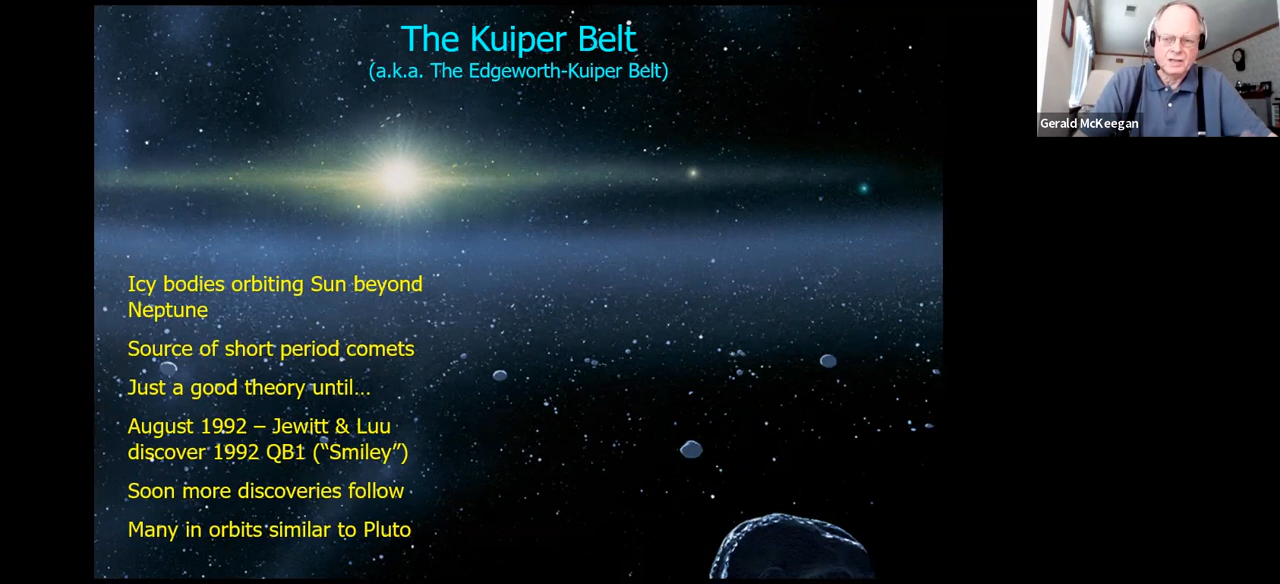 The Kuiper Belt
(a.k.a. The Edgeworth-Kuiper Belt)
Gerald McKeegan
Icy bodies orbiting Sun beyond
Neptune
Source of short period comets
Just a good theory until...
August 1992 – Jewitt & Luu
discover 1992 QB1 (“Smiley”)
Soon more discoveries follow
Many in orbits similar to Pluto